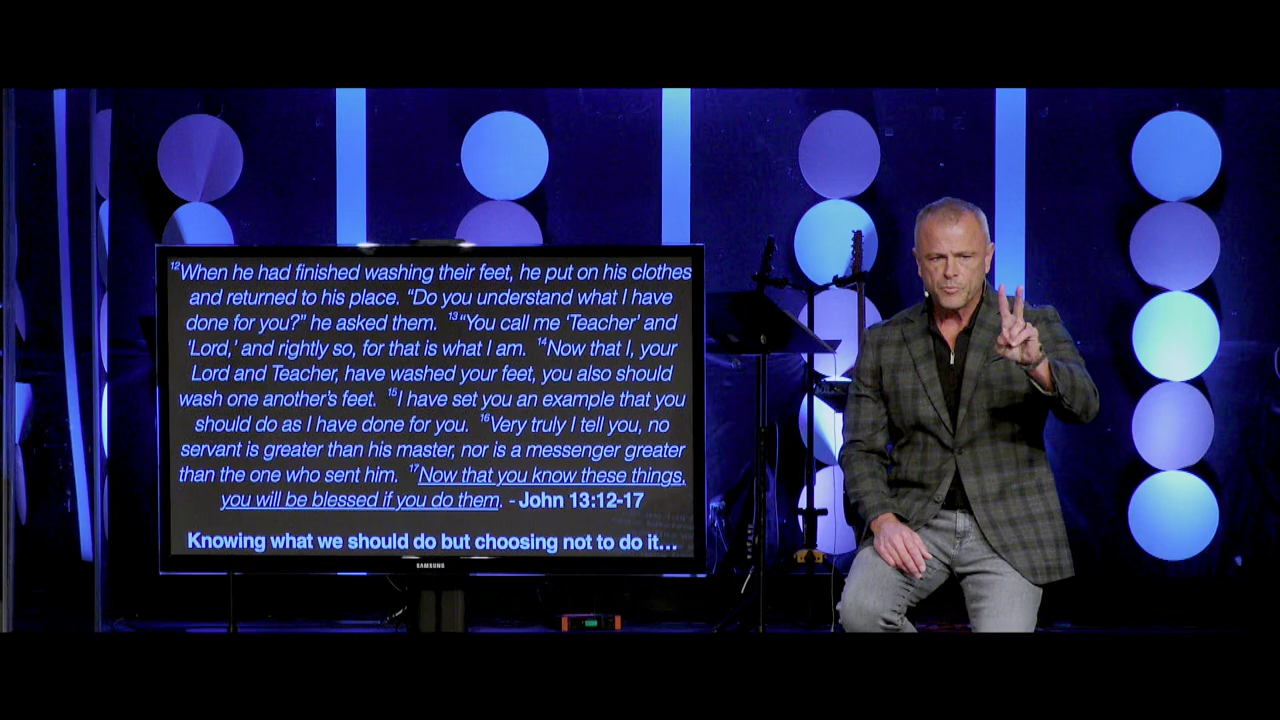 ¹²When he had finished washing their feet, he put on his clothes
and returned to his place. “Do you understand what I have
done for you?” he asked them. ¹³“You call me ‘Teacher’ and
‘Lord,’ and rightly so, for that is what I am. ¹⁴Now that I, your
Lord and Teacher, have washed your feet, you also should
wash one another’s feet. ¹⁵I have set you an example that you
should do as I have done for you. ¹⁶Very truly I tell you, no
servant is greater than his master, nor is a messenger greater
than the one who sent him. ¹⁷Now that you know these things,
you will be blessed if you do them. - John 13:12-17
Knowing what we should do but choosing not to do it...
SAMSUNG